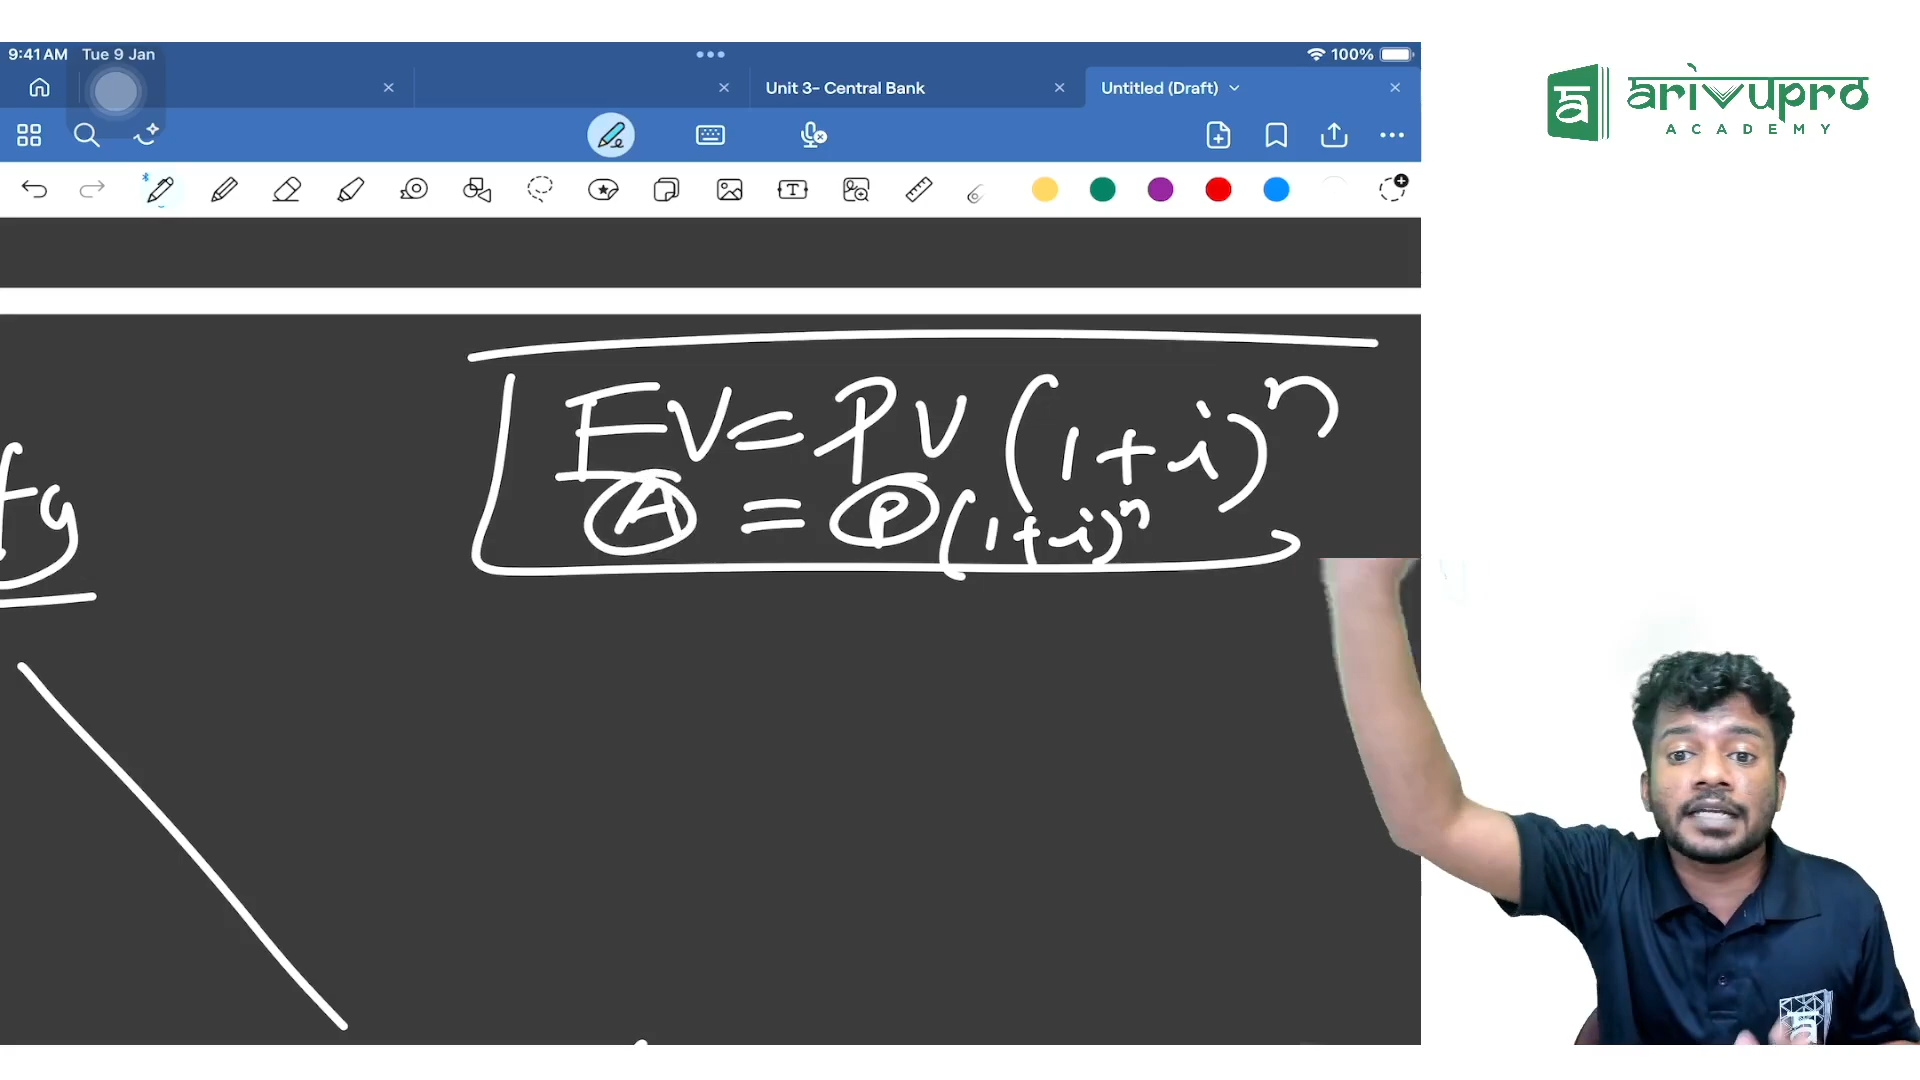 9:41 AM Tue 9 Jan
100%
Unit 3- Central Bank
Untitled (Draft)
arivupro
ACADEMY
FV = PV (1+i)^n
A = P (1+i)^n